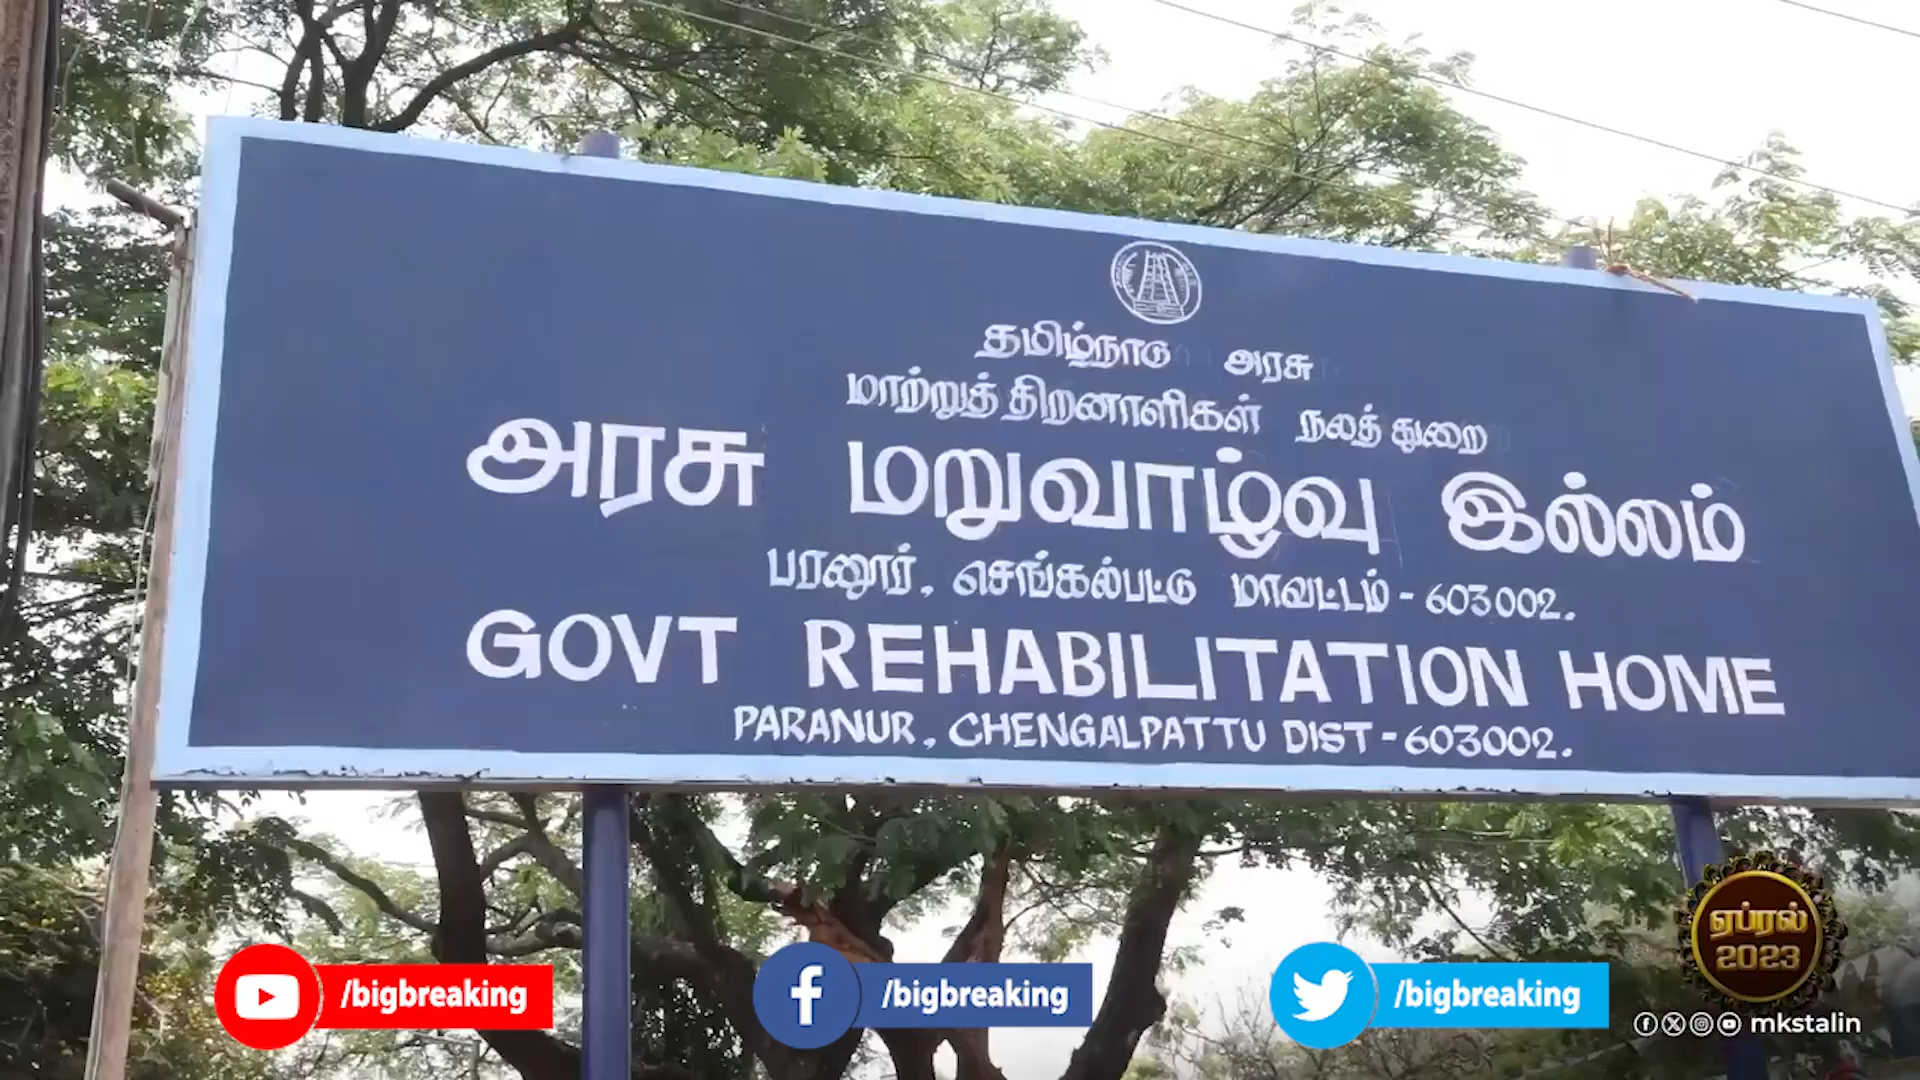 தமிழ்நாடு அரசு
மாற்றுத் திறனாளிகள் நலத் துறை
அரசு மறுவாழ்வு இல்லம்
பரனூர், செங்கல்பட்டு மாவட்டம் - 603002.
GOVT REHABILITATION HOME
PARANUR, CHENGALPATTU DIST - 603002.
ஏப்ரல்
2023
/bigbreaking
/bigbreaking
/bigbreaking
mkstalin